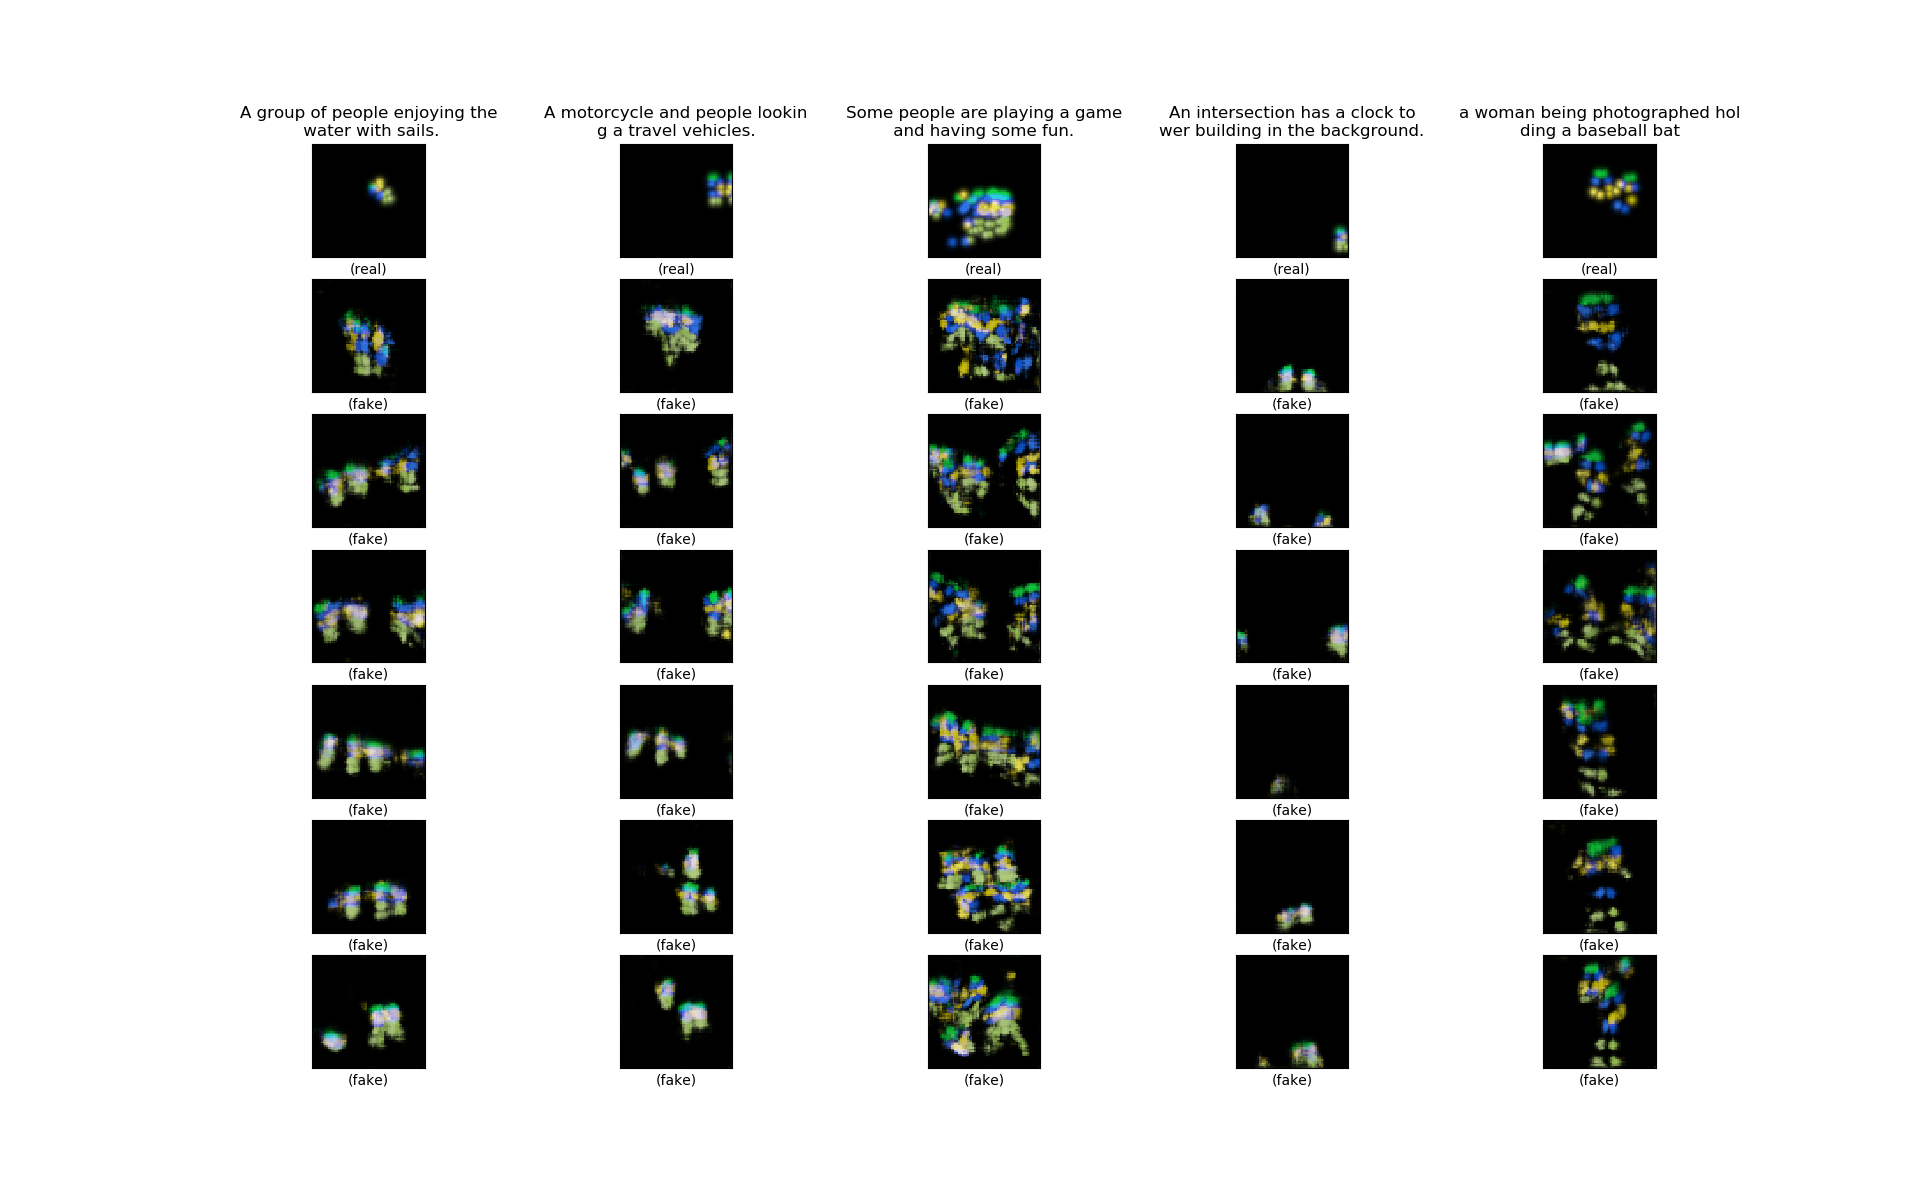 A group of people enjoying the
water with sails.
A motorcycle and people lookin
g a travel vehicles.
Some people are playing a game
and having some fun.
An intersection has a clock to
wer building in the background.
a woman being photographed hol
ding a baseball bat
(real) (real) (real) (real) (real)
(fake) (fake) (fake) (fake) (fake)
(fake) (fake) (fake) (fake) (fake)
(fake) (fake) (fake) (fake) (fake)
(fake) (fake) (fake) (fake) (fake)
(fake) (fake) (fake) (fake) (fake)
(fake) (fake) (fake) (fake) (fake)